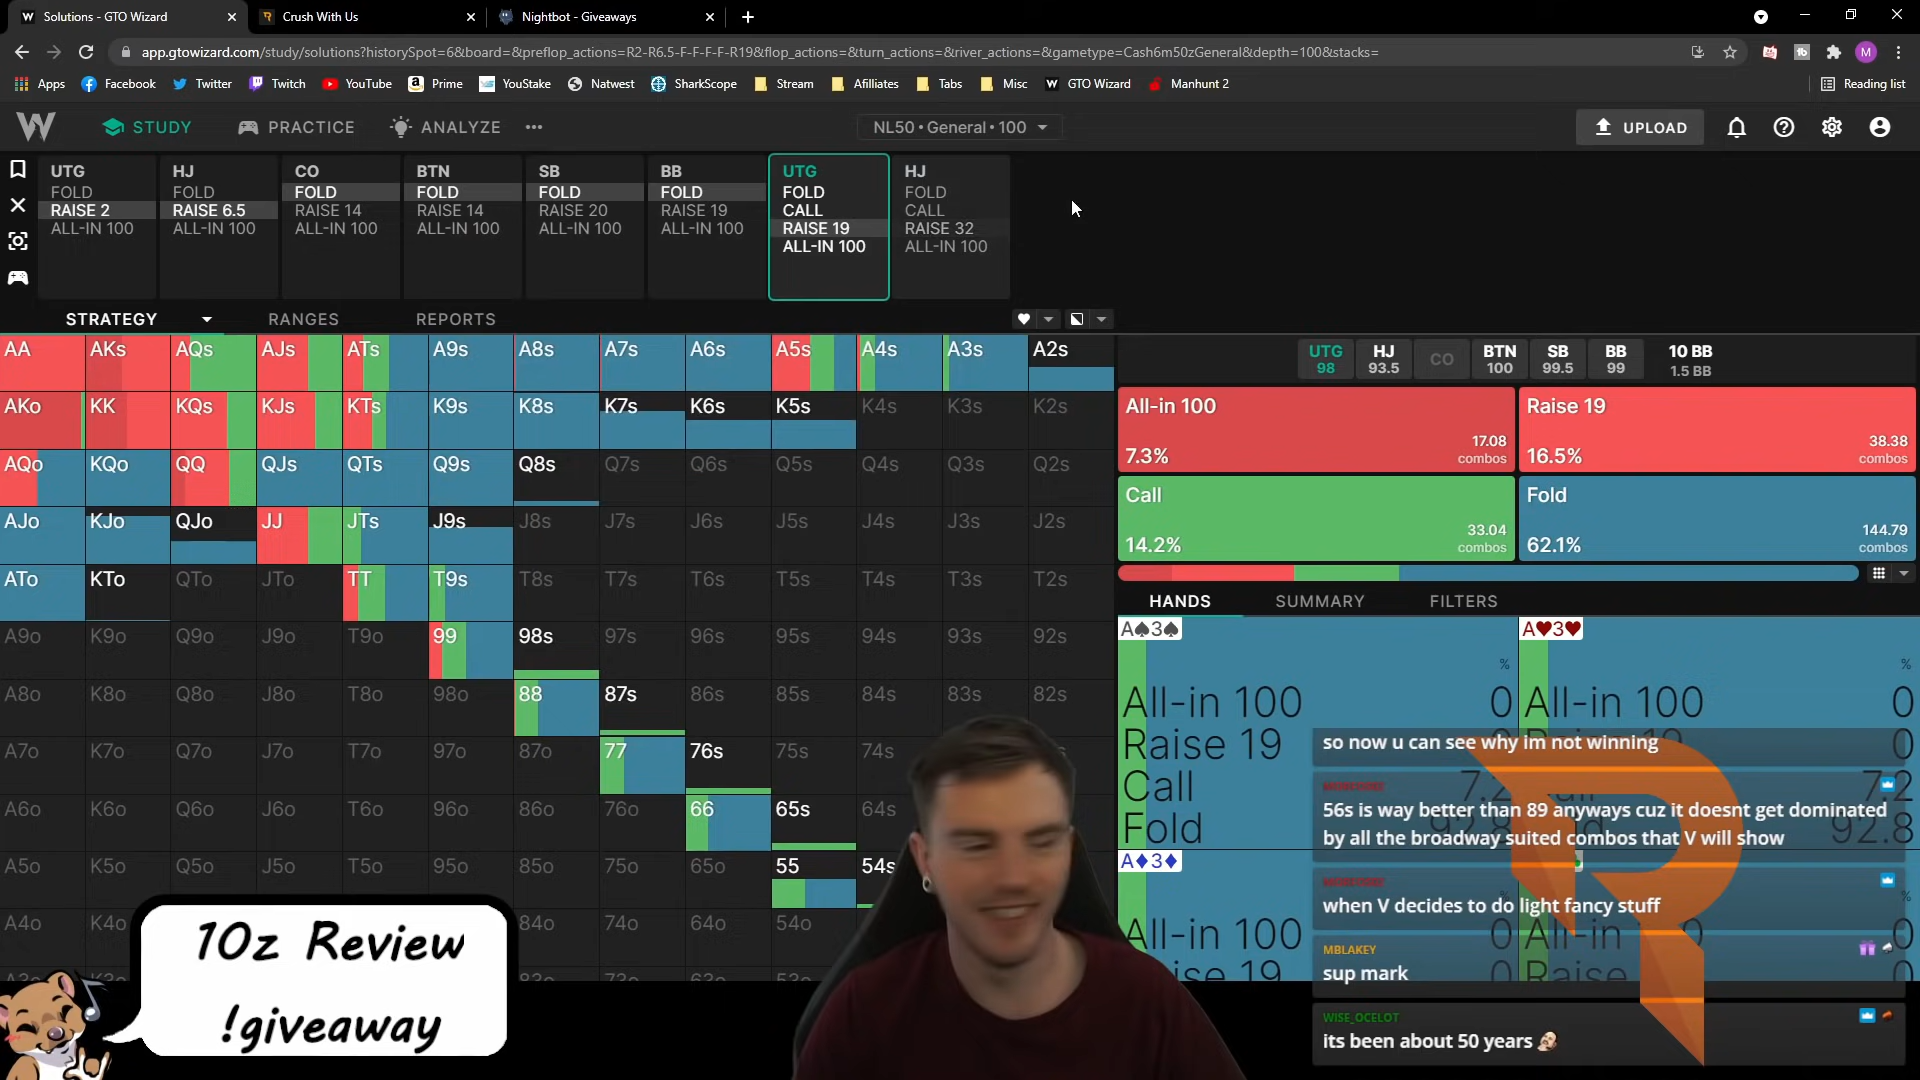 Solutions - GTO Wizard
Crush With Us
Nightbot - Giveaways
app.gtowizard.com/study/solutions?historySpot=6&board=&preflop_actions=R2-R6.5-F-F-F-F-R19&flop_actions=&turn_actions=&river_actions=&gametype=Cash6m50zGeneral&depth=100&stacks=
M
Apps Facebook Twitter Twitch YouTube Prime YouStake Natwest SharkScope Stream Afilliates Tabs Misc GTO Wizard Manhunt 2 Reading list
STUDY PRACTICE ANALYZE NL50 • General • 100 UPLOAD
UTG HJ CO BTN SB BB UTG HJ
FOLD FOLD FOLD FOLD FOLD FOLD FOLD FOLD
RAISE 2 RAISE 6.5 RAISE 14 RAISE 14 RAISE 20 RAISE 19 CALL CALL
ALL-IN 100 ALL-IN 100 ALL-IN 100 ALL-IN 100 ALL-IN 100 ALL-IN 100 RAISE 19 RAISE 32
ALL-IN 100 ALL-IN 100
STRATEGY RANGES REPORTS
AA AKs AQs AJs ATs A9s A8s A7s A6s A5s A4s A3s A2s
AKo KK KQs KJs KTs K9s K8s K7s K6s K5s K4s K3s K2s
AQo KQo QQ QJs QTs Q9s Q8s Q7s Q6s Q5s Q4s Q3s Q2s
AJo KJo QJo JJ JTs J9s J8s J7s J6s J5s J4s J3s J2s
ATo KTo QTo JTo TT T9s T8s T7s T6s T5s T4s T3s T2s
A9o K9o Q9o J9o T9o 99 98s 97s 96s 95s 94s 93s 92s
A8o K8o Q8o J8o T8o 98o 88 87s 86s 85s 84s 83s 82s
A7o K7o Q7o J7o T7o 97o 87o 77 76s 75s 74s
A6o K6o Q6o J6o T6o 96o 86o 76o 66 65s 64s
A5o K5o Q5o J5o T5o 95o 85o 75o 65o 55 54s
A4o K4o 84o 74o 64o 54o
UTG HJ CO BTN SB BB 10 BB
98 93.5 100 99.5 99 1.5 BB
All-in 100
17.08
7.3% combos
Raise 19
38.38
16.5% combos
Call
33.04
14.2% combos
Fold
144.79
62.1% combos
HANDS SUMMARY FILTERS
A♠3♠ A♥3♥
% %
All-in 100 0 All-in 100 0
Raise 19
Call 7.2
Fold 92.8
A♦3♦
All-in 100 0 All-in 0
so now u can see why im not winning
56s is way better than 89 anyways cuz it doesnt get dominated
by all the broadway suited combos that V will show
when V decides to do light fancy stuff
MBLAKEY
sup mark
WISE_OCELOT
its been about 50 years
10z Review
!giveaway